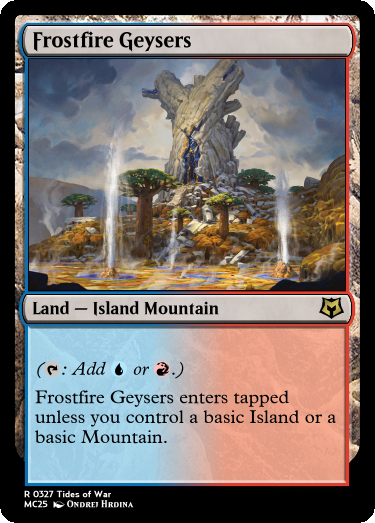 Frostfire Geysers
Land — Island Mountain
(: Add or .)
Frostfire Geysers enters tapped
unless you control a basic Island or a
basic Mountain.
R 0327 Tides of War
MC25 Ondrej Hrdina